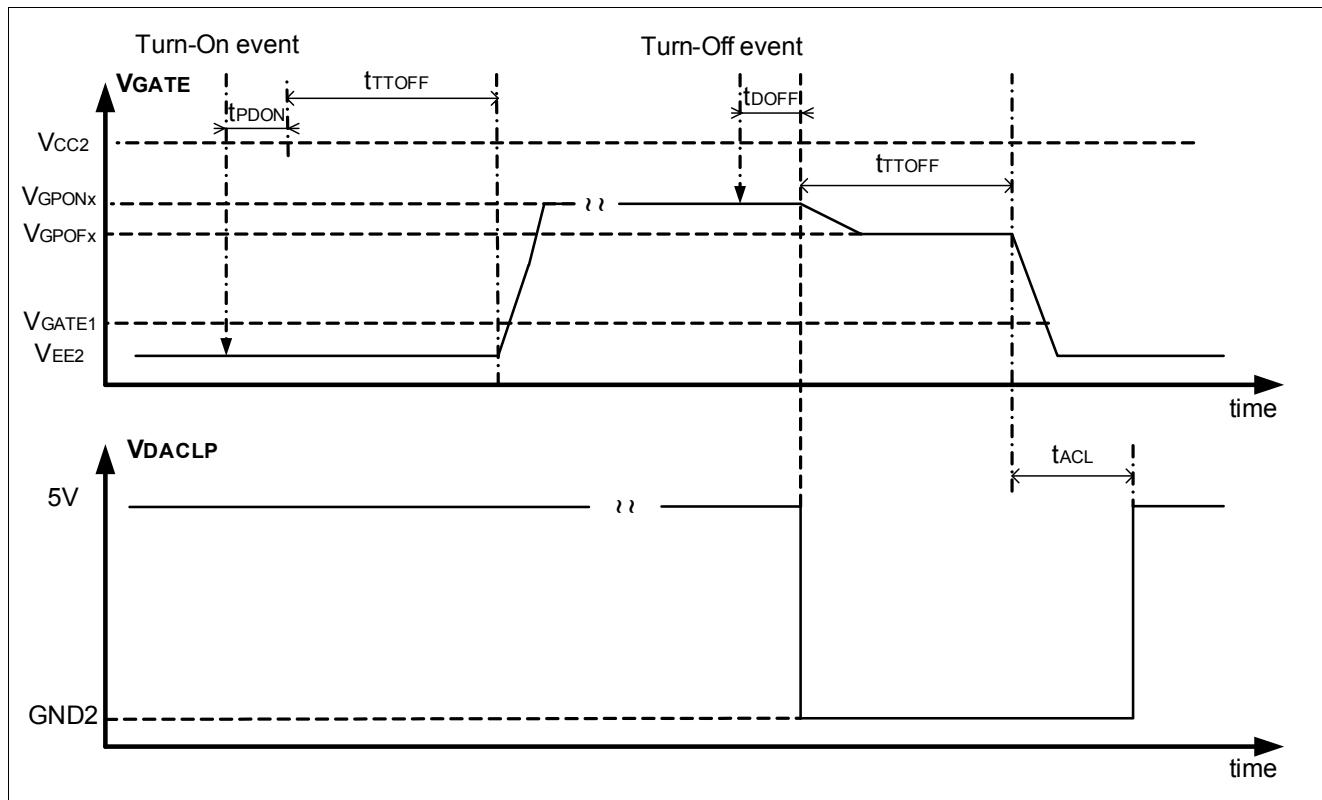 Turn-On event
Turn-Off event
VGATE
tTTOFF
tDOFF
tPDON
VCC2
tTTOFF
VGPONx
~~
VGPOFx
VGATE1
VEE2
time
VDACLP
tACL
5V
~~
GND2
time